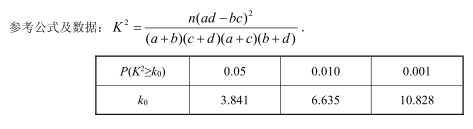 参考公式及数据：K² = n(ad − bc)² / (a + b)(c + d)(a + c)(b + d) .
P(K²≥k₀) 0.05 0.010 0.001
k₀ 3.841 6.635 10.828